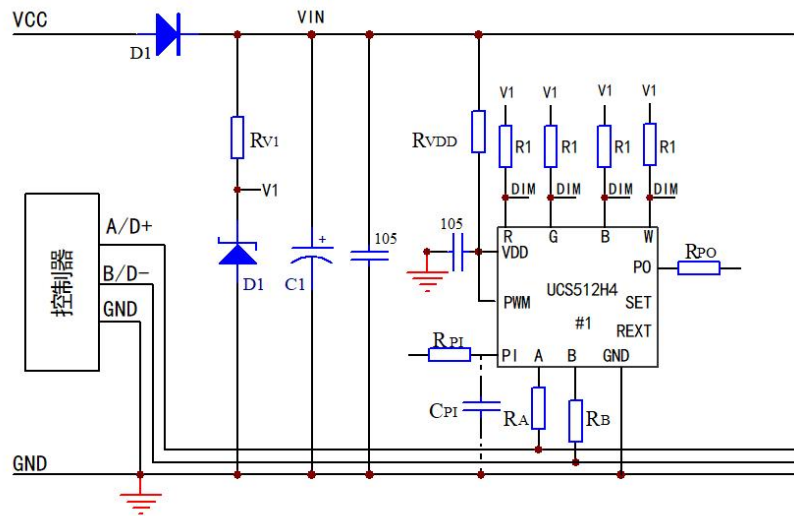 VCC
D1
VIN
RV1
V1
D1
C1
105
控制器
A/D+
B/D-
GND
GND
RVDD
105
V1 V1 V1 V1
R1 R1 R1 R1
DIM DIM DIM DIM
R G B W
VDD
PO
RPO
UCS512H4
PWM
SET
#1
REXT
RPI
PI A B GND
CPI
RA
RB